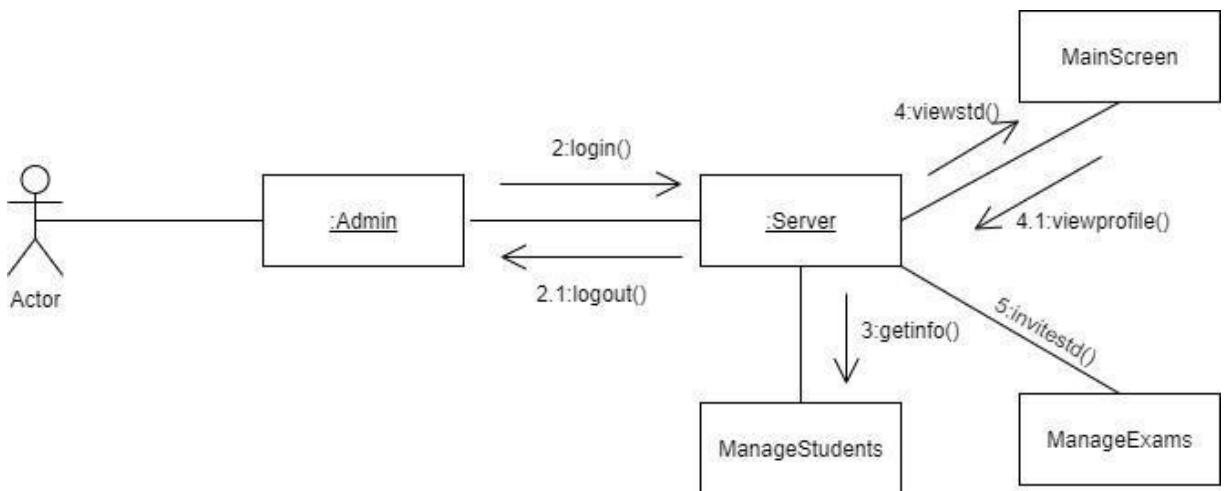 MainScreen
4:viewstd()
2:login()
:Admin
:Server
4.1:viewprofile()
Actor
2.1:logout()
3:getinfo()
5:invitestd()
ManageStudents
ManageExams